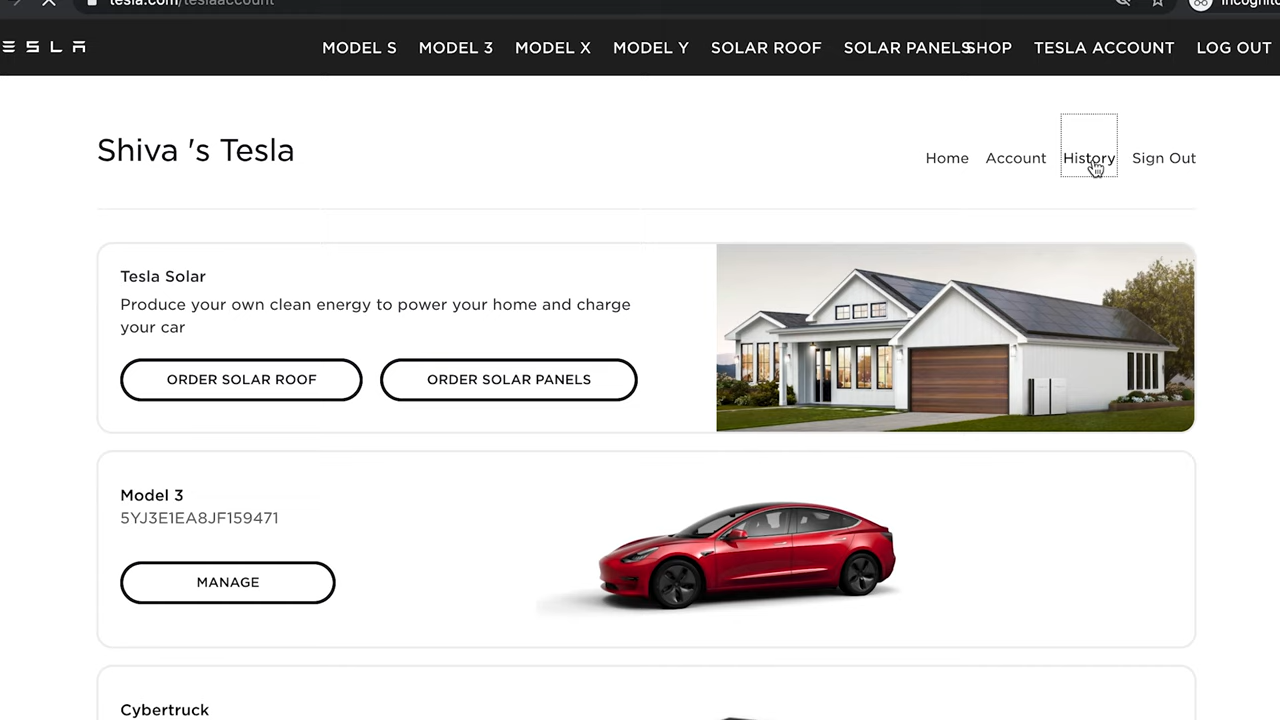 tesla.com/teslaaccount
Incognito
ESLA
MODEL S MODEL 3 MODEL X MODEL Y SOLAR ROOF SOLAR PANELS SHOP TESLA ACCOUNT LOG OUT
Shiva 's Tesla
Home Account History Sign Out
Tesla Solar
Produce your own clean energy to power your home and charge
your car
ORDER SOLAR ROOF ORDER SOLAR PANELS
Model 3
5YJ3E1EA8JF159471
MANAGE
Cybertruck